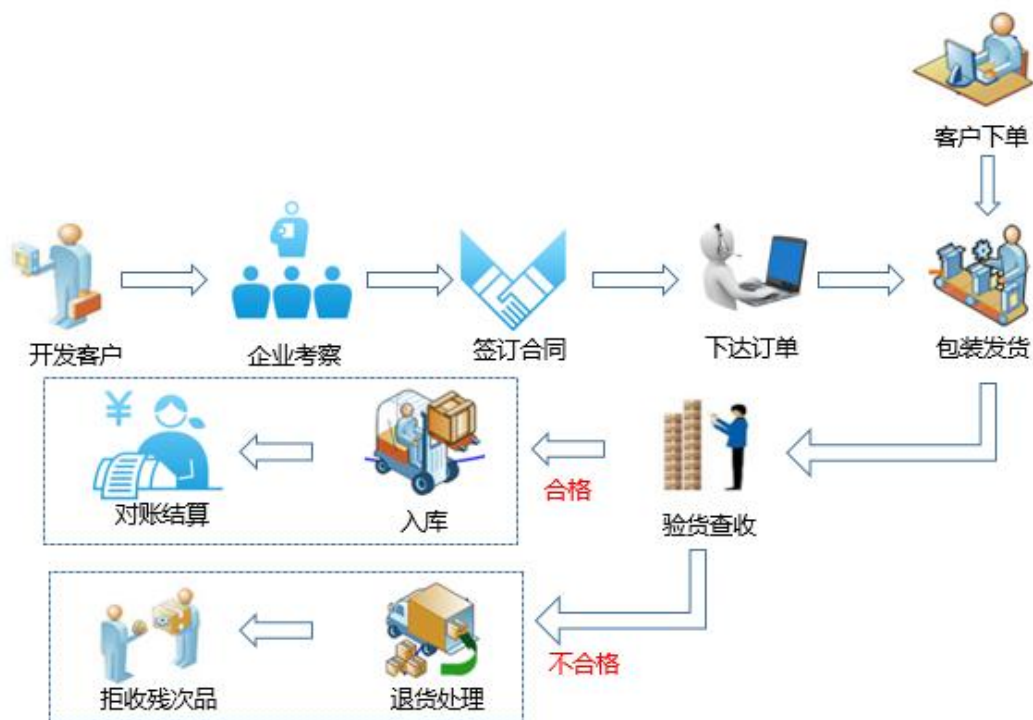 客户下单
开发客户
企业考察
签订合同
下达订单
包装发货
¥
对账结算
入库
合格
验货查收
不合格
拒收残次品
退货处理